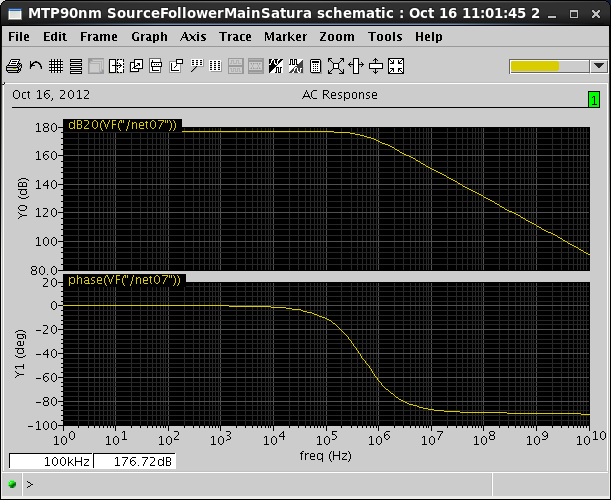 MTP90nm SourceFollowerMainSatura schematic : Oct 16 11:01:45 2
File Edit Frame Graph Axis Trace Marker Zoom Tools Help
Oct 16, 2012 AC Response 1
dB20(VF("/net07"))
180
160
140
120
100
80.0
Y0 (dB)
phase(VF("/net07"))
20
0
-20
-40
-60
-80
-100
Y1 (deg)
10^0 10^1 10^2 10^3 10^4 10^5 10^6 10^7 10^8 10^9 10^10
freq (Hz)
100kHz 176.72dB
>